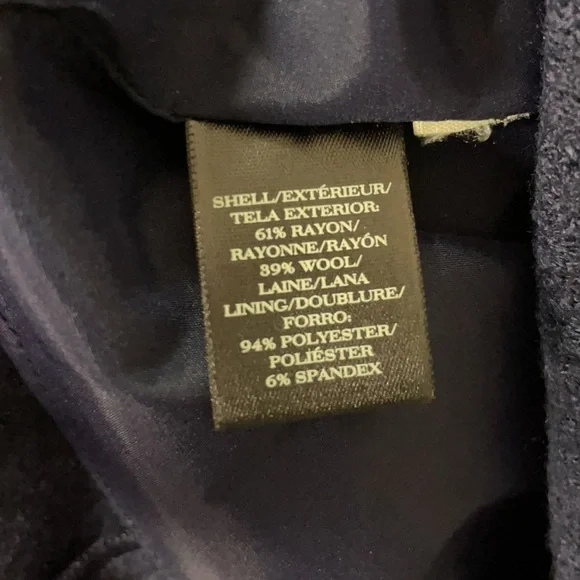 SHELL/EXTÉRIEUR/
TELA EXTERIOR:
61% RAYON/
RAYONNE/RAYÓN
39% WOOL/
LAINE/LANA
LINING/DOUBLURE/
FORRO:
94% POLYESTER/
POLIÉSTER
6% SPANDEX